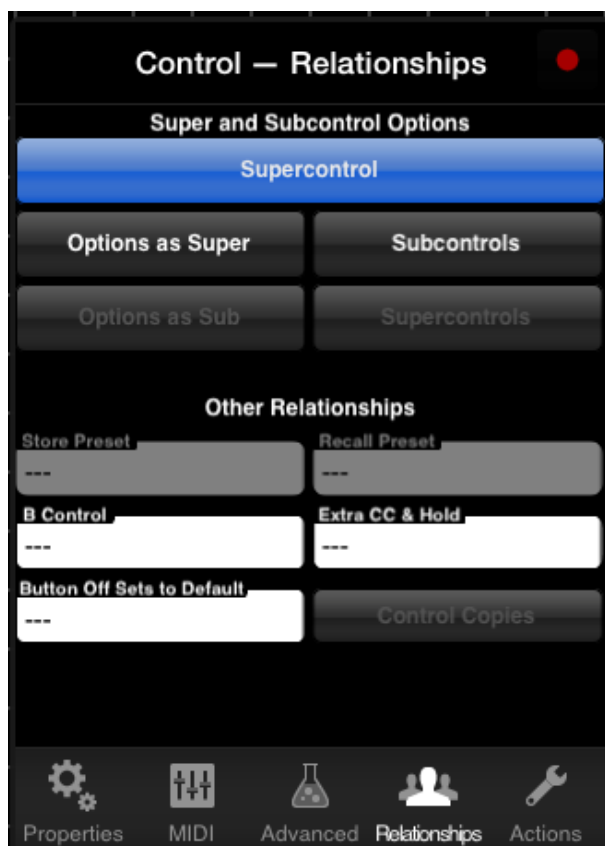 Control — Relationships
Super and Subcontrol Options
Supercontrol
Options as Super
Subcontrols
Options as Sub
Supercontrols
Other Relationships
Store Preset
Recall Preset
---
---
B Control
Extra CC & Hold
---
---
Button Off Sets to Default
---
Control Copies
Properties
MIDI
Advanced
Relationships
Actions